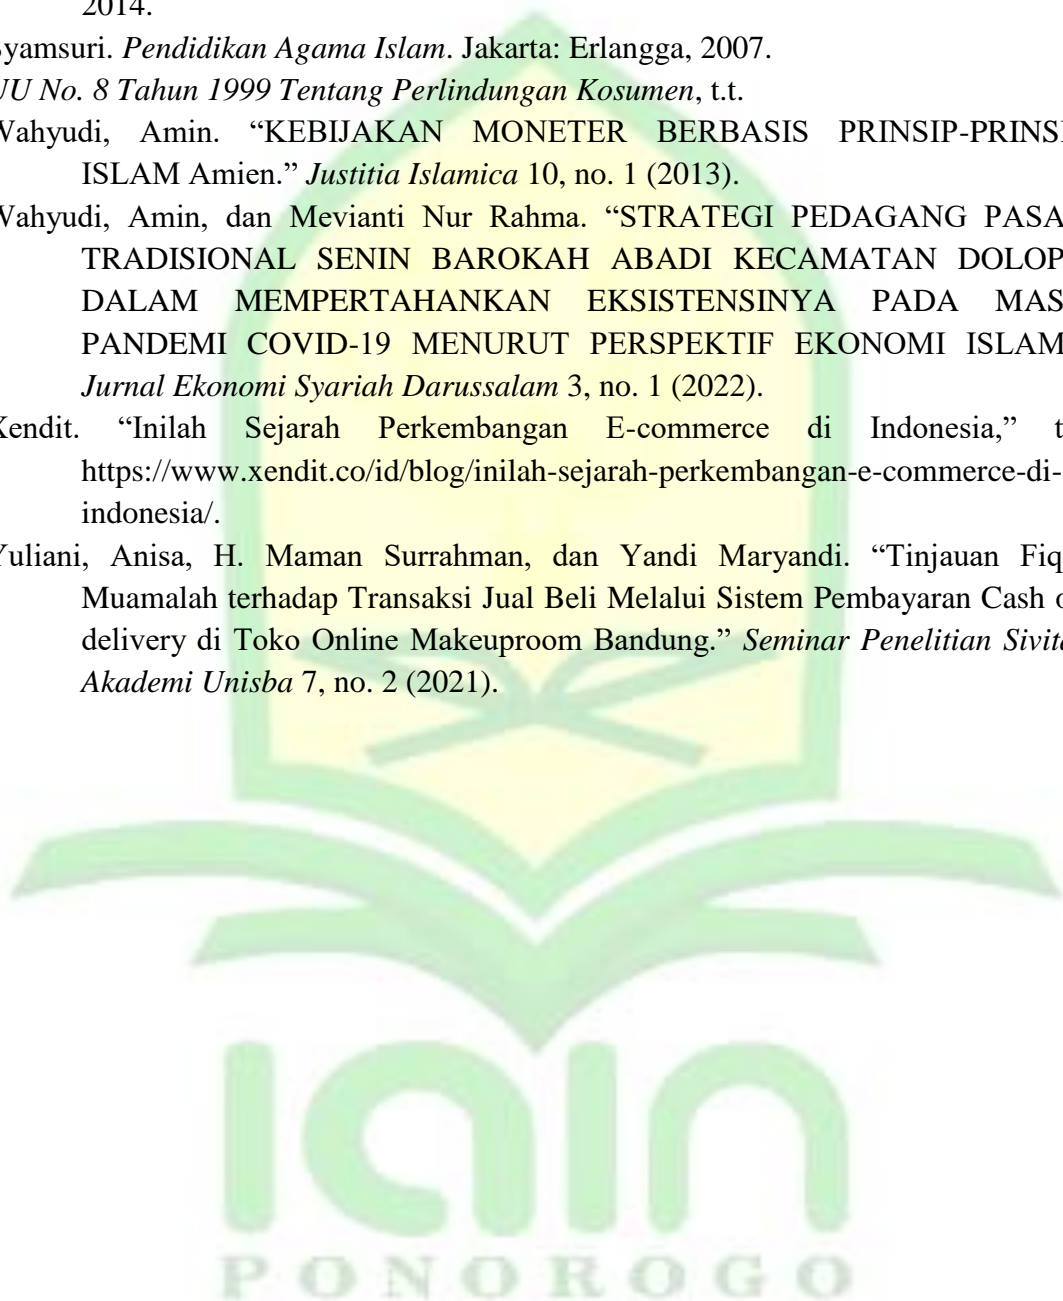 2014.
Syamsuri. Pendidikan Agama Islam. Jakarta: Erlangga, 2007.
UU No. 8 Tahun 1999 Tentang Perlindungan Kosumen, t.t.
Wahyudi, Amin. “KEBIJAKAN MONETER BERBASIS PRINSIP-PRINSI
ISLAM Amien.” Justitia Islamica 10, no. 1 (2013).
Wahyudi, Amin, dan Mevianti Nur Rahma. “STRATEGI PEDAGANG PASA
TRADISIONAL SENIN BAROKAH ABADI KECAMATAN DOLOP
DALAM MEMPERTAHANKAN EKSISTENSINYA PADA MAS
PANDEMI COVID-19 MENURUT PERSPEKTIF EKONOMI ISLAM
Jurnal Ekonomi Syariah Darussalam 3, no. 1 (2022).
Xendit. “Inilah Sejarah Perkembangan E-commerce di Indonesia,” t
https://www.xendit.co/id/blog/inilah-sejarah-perkembangan-e-commerce-di-
indonesia/.
Yuliani, Anisa, H. Maman Surrahman, dan Yandi Maryandi. “Tinjauan Fiq
Muamalah terhadap Transaksi Jual Beli Melalui Sistem Pembayaran Cash o
delivery di Toko Online Makeuproom Bandung.” Seminar Penelitian Sivita
Akademi Unisba 7, no. 2 (2021).
iain
PONOROGO